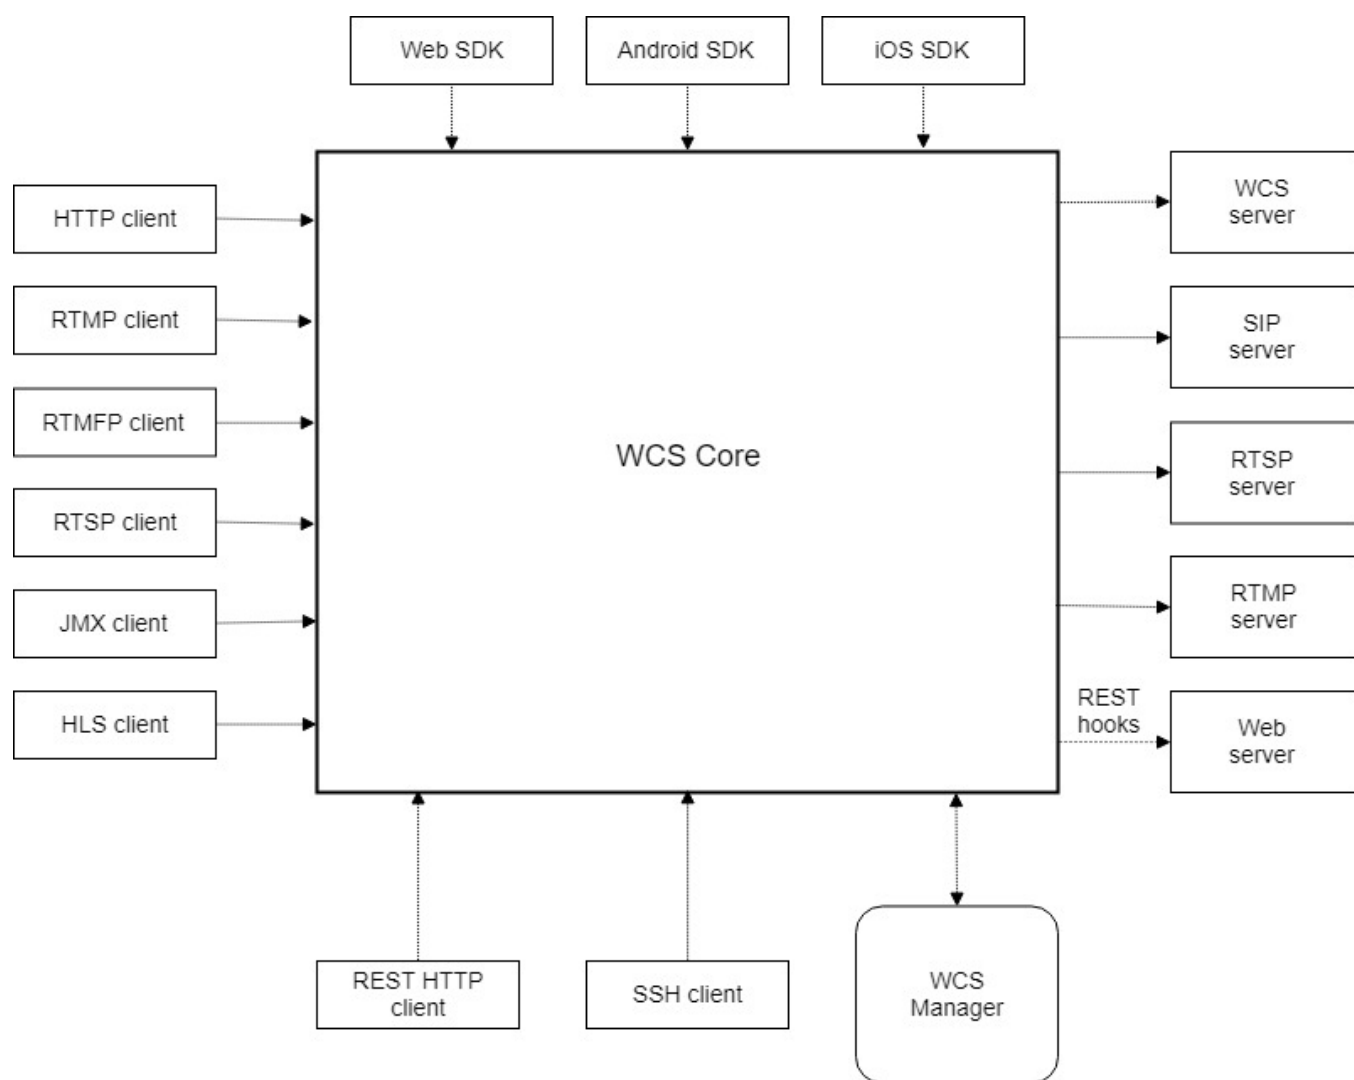 Web SDK
Android SDK
iOS SDK
HTTP client
RTMP client
RTMFP client
RTSP client
JMX client
HLS client
WCS Core
WCS
server
SIP
server
RTSP
server
RTMP
server
REST
hooks
Web
server
REST HTTP
client
SSH client
WCS
Manager